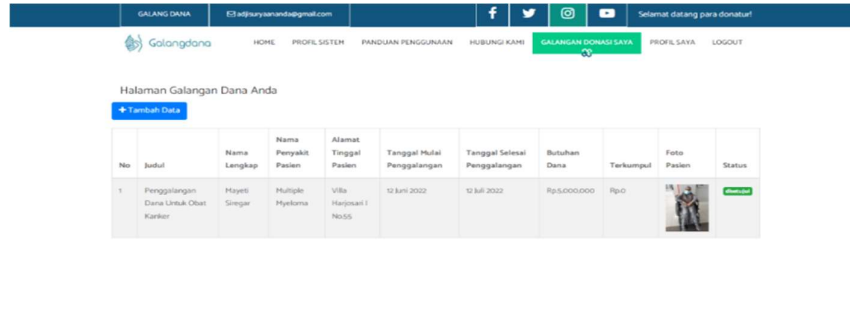 GALANG DANA adjisuryaananda@gmail.com Selamat datang para donatur!
Galangdana HOME PROFIL SISTEM PANDUAN PENGGUNAAN HUBUNGI KAMI GALANGAN DONASI SAYA PROFIL SAYA LOGOUT
Halaman Galangan Dana Anda
+ Tambah Data
No Judul Nama Lengkap Nama Penyakit Pasien Alamat Tinggal Pasien Tanggal Mulai Penggalangan Tanggal Selesai Penggalangan Butuhan Dana Terkumpul Foto Pasien Status
1 Penggalangan Dana Untuk Obat Kanker Mayeti Siregar Multiple Myeloma Villa Harjosari I No.55 12 Juni 2022 12 Juli 2022 Rp.5,000,000 Rp.0 disetujui